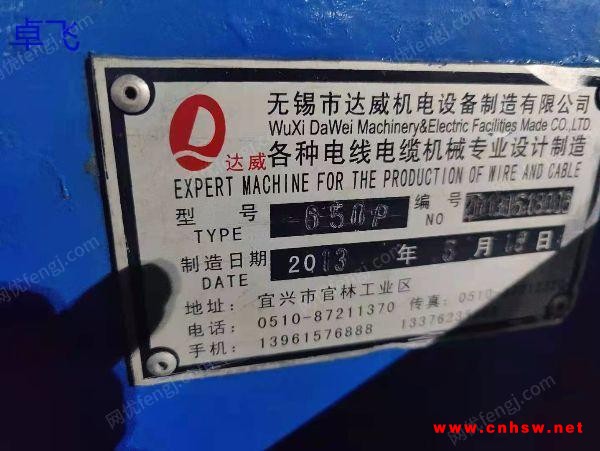 卓飞
无锡市达威机电设备制造有限公司
WuXi DaWei Machinery&Electric Facilities Made CO.,LTD.
达威 各种电线电缆机械专业设计制造
EXPERT MACHINE FOR THE PRODUCTION OF WIRE AND CABLE
型 号 650P 编 号
TYPE NO
制造日期 2013 年 5 月 日
DATE
地址: 宜兴市官林工业区
电话: 0510-87211370 传真: 0510-
手机: 13961576888
网优fengj.com
www.cnhsw.net